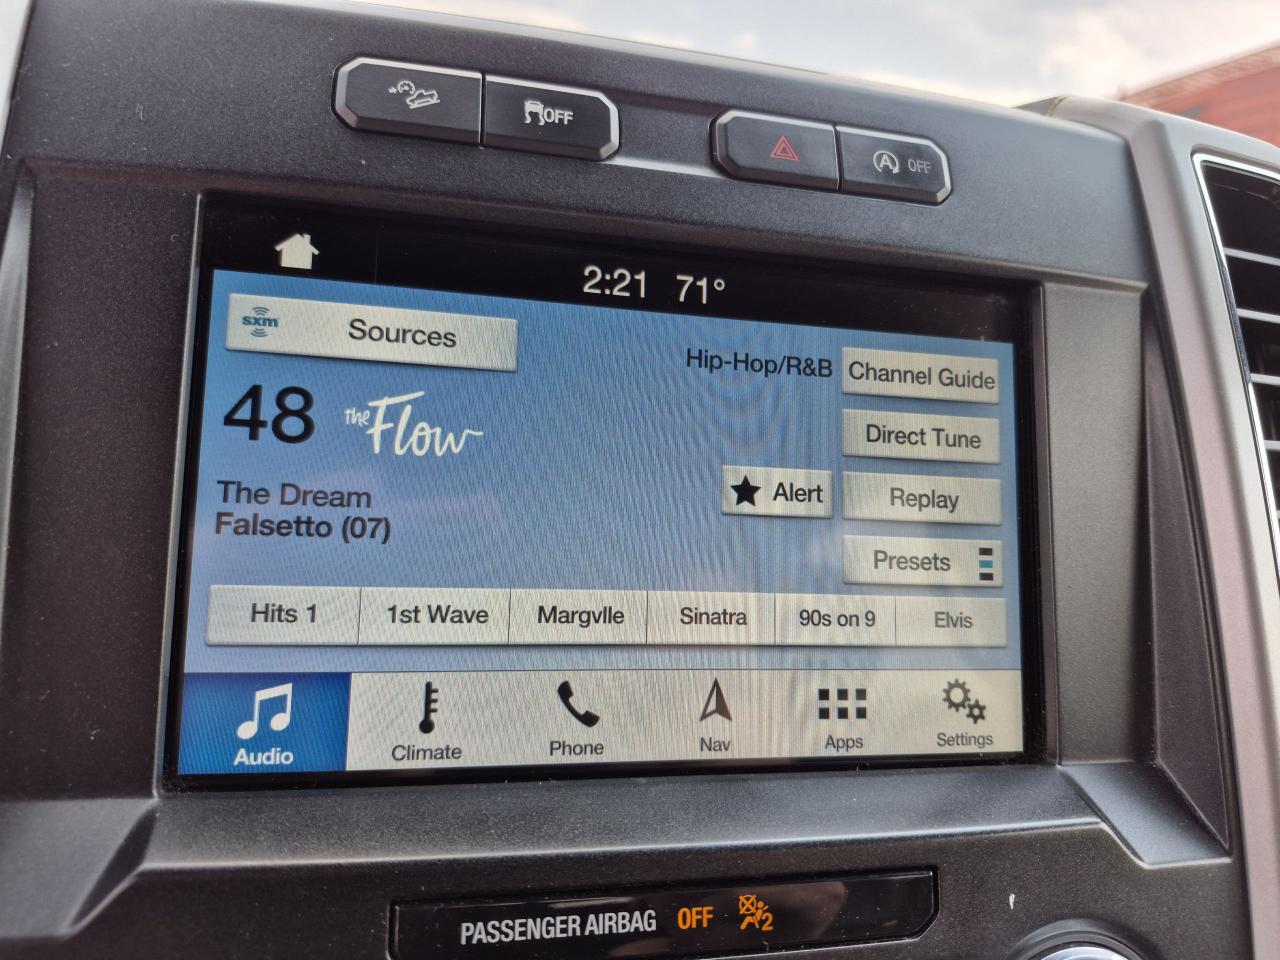 OFF
A OFF
2:21 71°
sxm Sources
Hip-Hop/R&B
Channel Guide
48 the Flow
Direct Tune
The Dream
Falsetto (07)
Alert
Replay
Presets
Hits 1 1st Wave Margvlle Sinatra 90s on 9 Elvis
Audio Climate Phone Nav Apps Settings
PASSENGER AIRBAG OFF 2